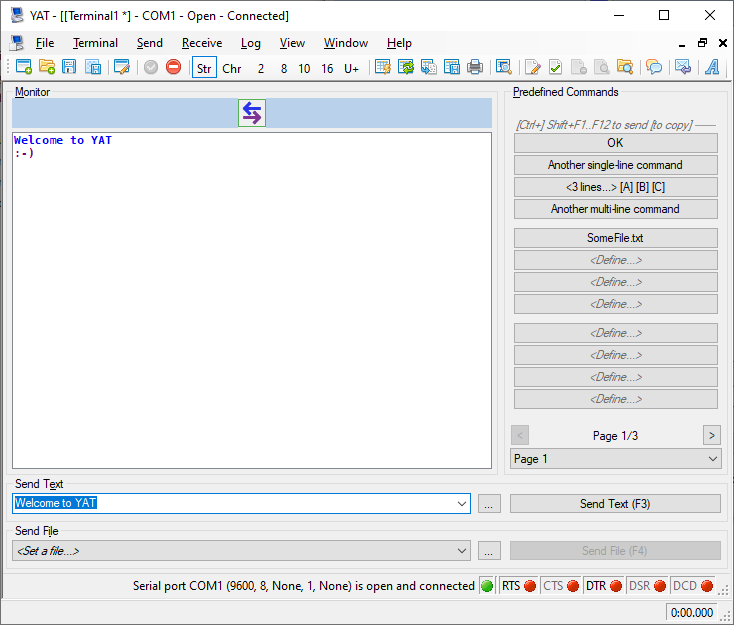 YAT - [[Terminal1 *] - COM1 - Open - Connected]
File Terminal Send Receive Log View Window Help
Str Chr 2 8 10 16 U+
Monitor
Welcome to YAT
:-)
Predefined Commands
[Ctrl+] Shift+F1..F12 to send [to copy]
OK
Another single-line command
<3 lines...> [A] [B] [C]
Another multi-line command
SomeFile.txt
<Define...>
<Define...>
<Define...>
<Define...>
<Define...>
<Define...>
<Define...>
< Page 1/3 >
Page 1
Send Text
Welcome to YAT ... Send Text (F3)
Send File
<Set a file...> ... Send File (F4)
Serial port COM1 (9600, 8, None, 1, None) is open and connected RTS CTS DTR DSR DCD
0:00.000